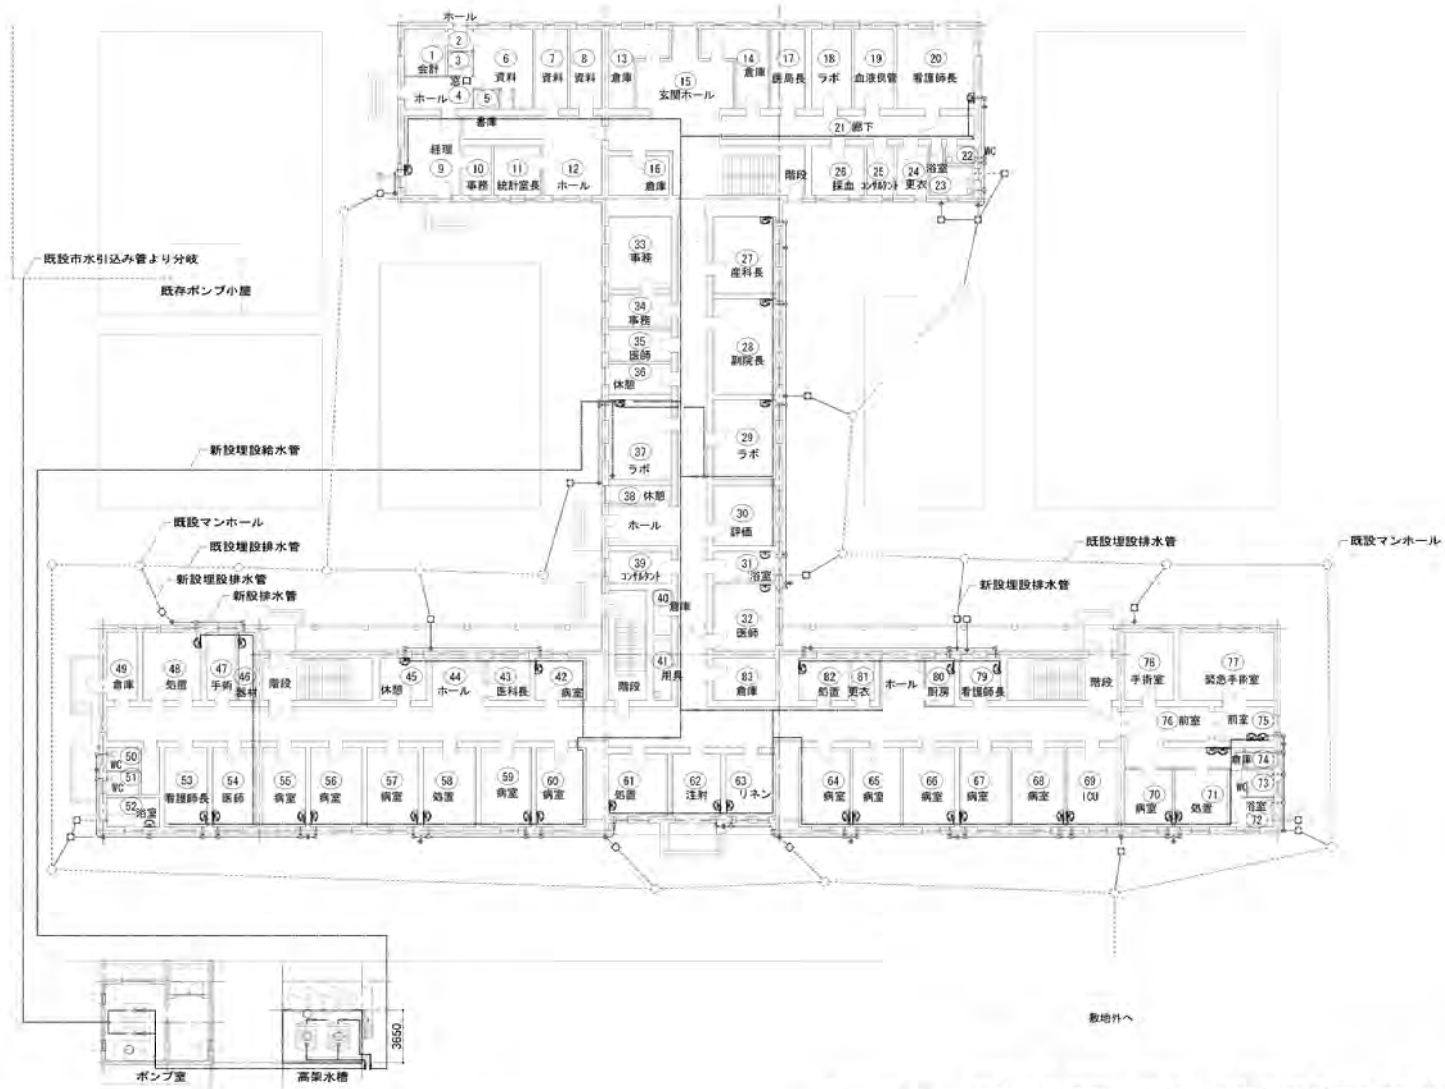 ホール
1
会計
2
3
窓口
ホール
4
5
書庫
6
資料
7
資料
8
資料
13
倉庫
15
玄関ホール
14
倉庫
17
医局長
18
ラボ
19
血液保管
20
看護師長
21 廊下
経理
9
10
事務
11
統計室長
12
ホール
16
倉庫
階段
26
採血
25
コンサルタント
24
更衣
浴室
23
22
WC
33
事務
34
事務
35
医師
36
休憩
27
産科長
28
副院長
既設市水引込み管より分岐
既存ポンプ小屋
新設埋設給水管
37
ラボ
38 休憩
ホール
39
コンサルタント
29
ラボ
30
評価
31
浴室
32
医師
40
倉庫
41
用具
階段
83
倉庫
既設マンホール
既設埋設排水管
新設埋設排水管
新設排水管
既設埋設排水管
既設マンホール
新設埋設排水管
49
倉庫
48
処置
47
手術
46
器材
階段
45
休憩
44
ホール
43
医科長
42
病室
82
処置
81
更衣
ホール
80
厨房
79
看護師長
階段
78
手術室
77
緊急手術室
76 前室
前室 75
50
WC
51
WC
52
浴室
53
看護師長
54
医師
55
病室
56
病室
57
病室
58
処置
59
病室
60
病室
61
処置
62
注射
63
リネン
64
病室
65
病室
66
病室
67
病室
68
病室
69
ICU
70
病室
71
処置
倉庫 74
73
WC
浴室
72
3650
ポンプ室
高架水槽
敷地外へ